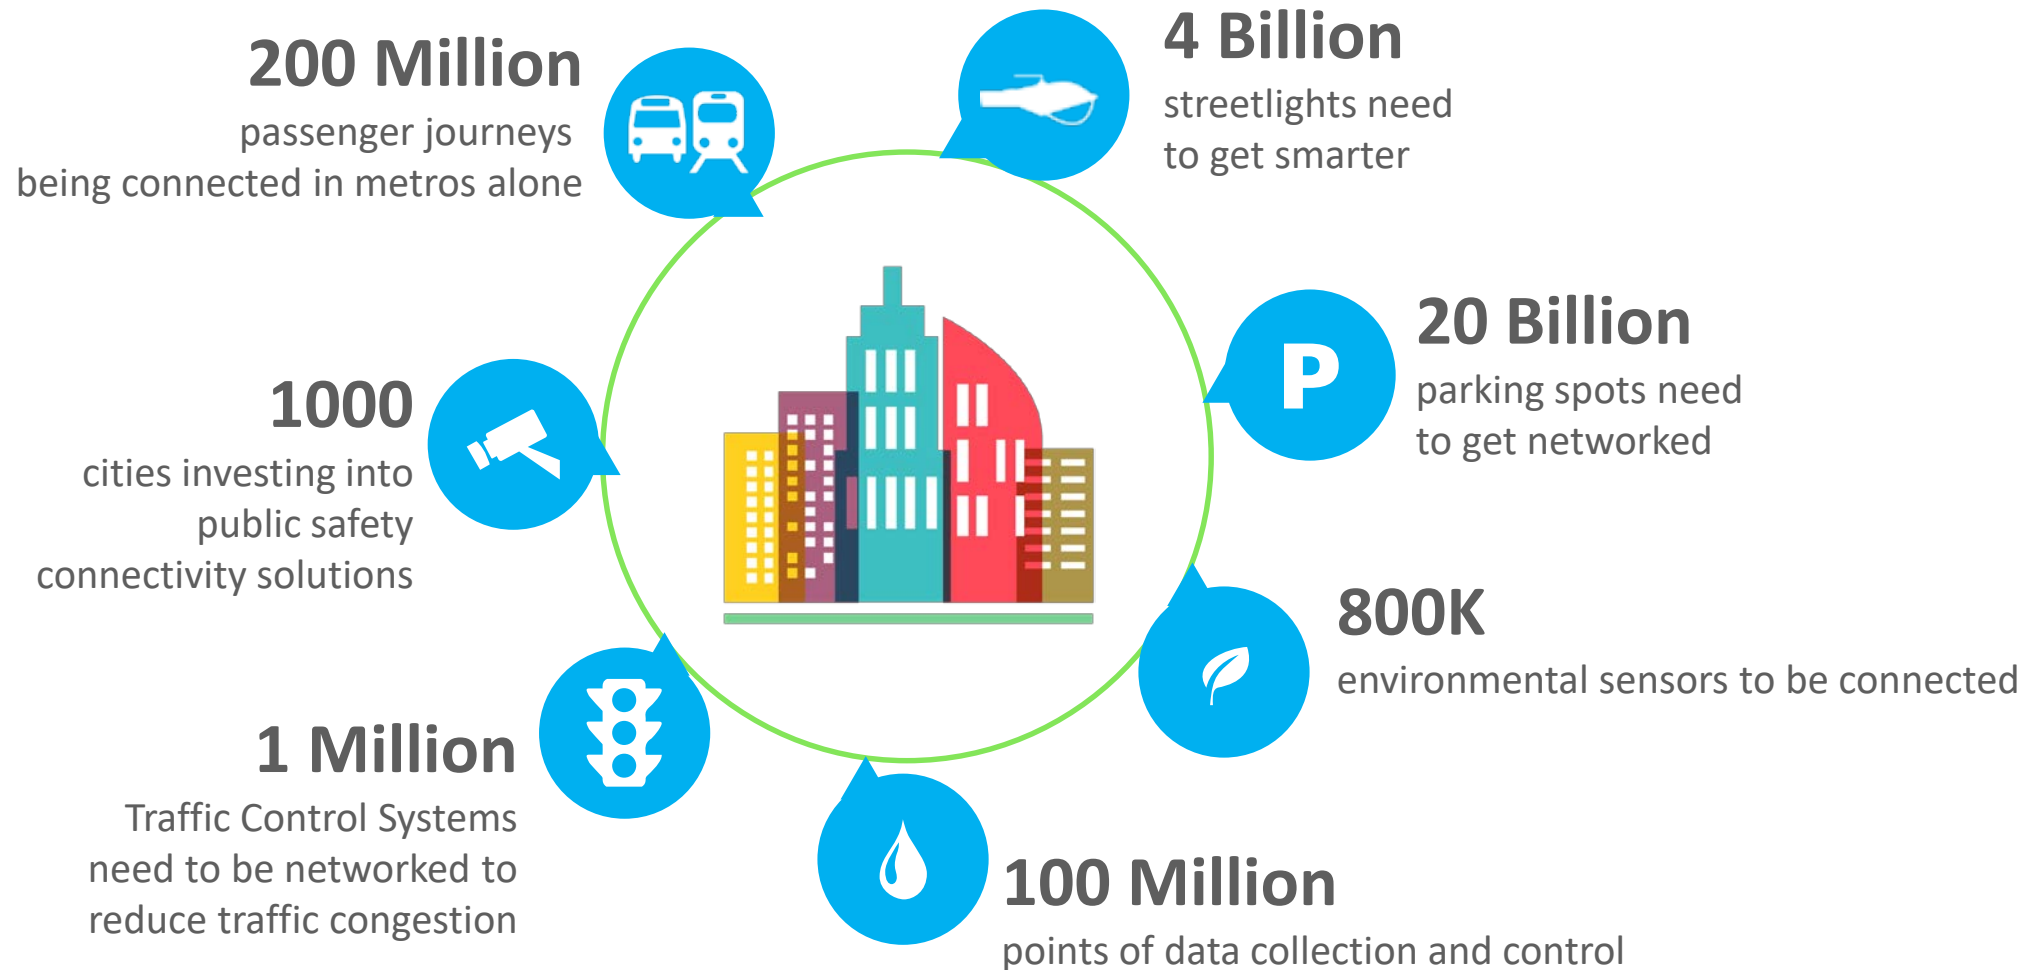 200 Million
passenger journeys
being connected in metros alone
4 Billion
streetlights need
to get smarter
P
20 Billion
parking spots need
to get networked
1000
cities investing into
public safety
connectivity solutions
800K
environmental sensors to be connected
1 Million
Traffic Control Systems
need to be networked to
reduce traffic congestion
100 Million
points of data collection and control